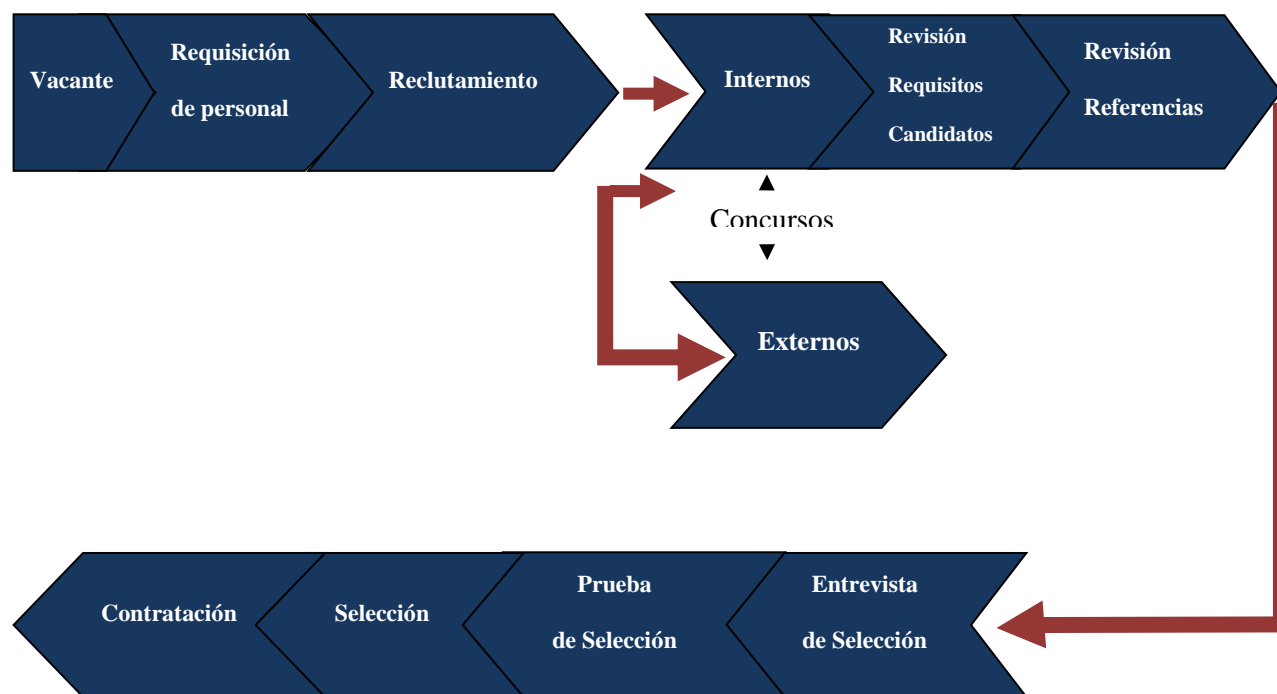 Vacante
Requisición
de personal
Reclutamiento
Internos
Revisión
Requisitos
Candidatos
Revisión
Referencias
Concursos
Externos
Contratación
Selección
Prueba
de Selección
Entrevista
de Selección